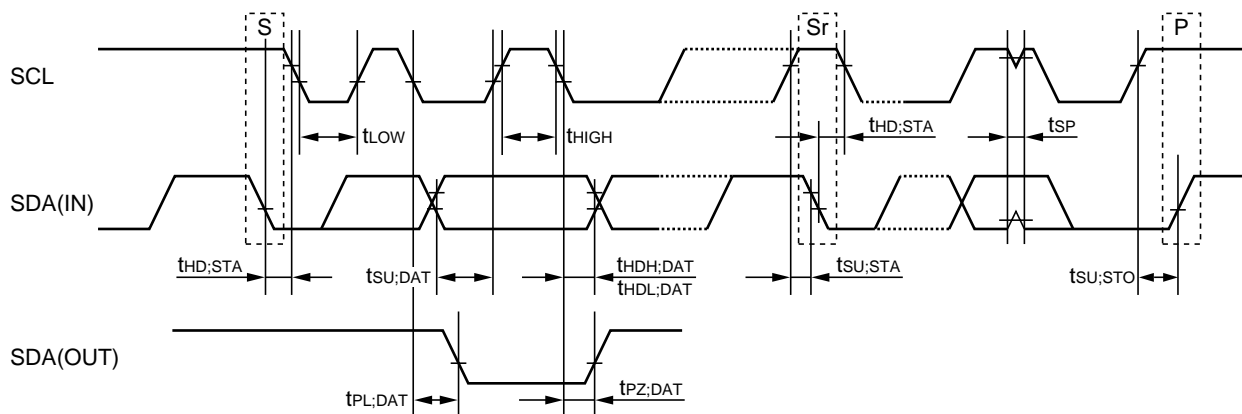 S Sr P
SCL
tLOW tHIGH tHD;STA tSP
SDA(IN)
tHD;STA tSU;DAT tHDH;DAT tSU;STA tSU;STO
tHDL;DAT
SDA(OUT)
tPL;DAT tPZ;DAT